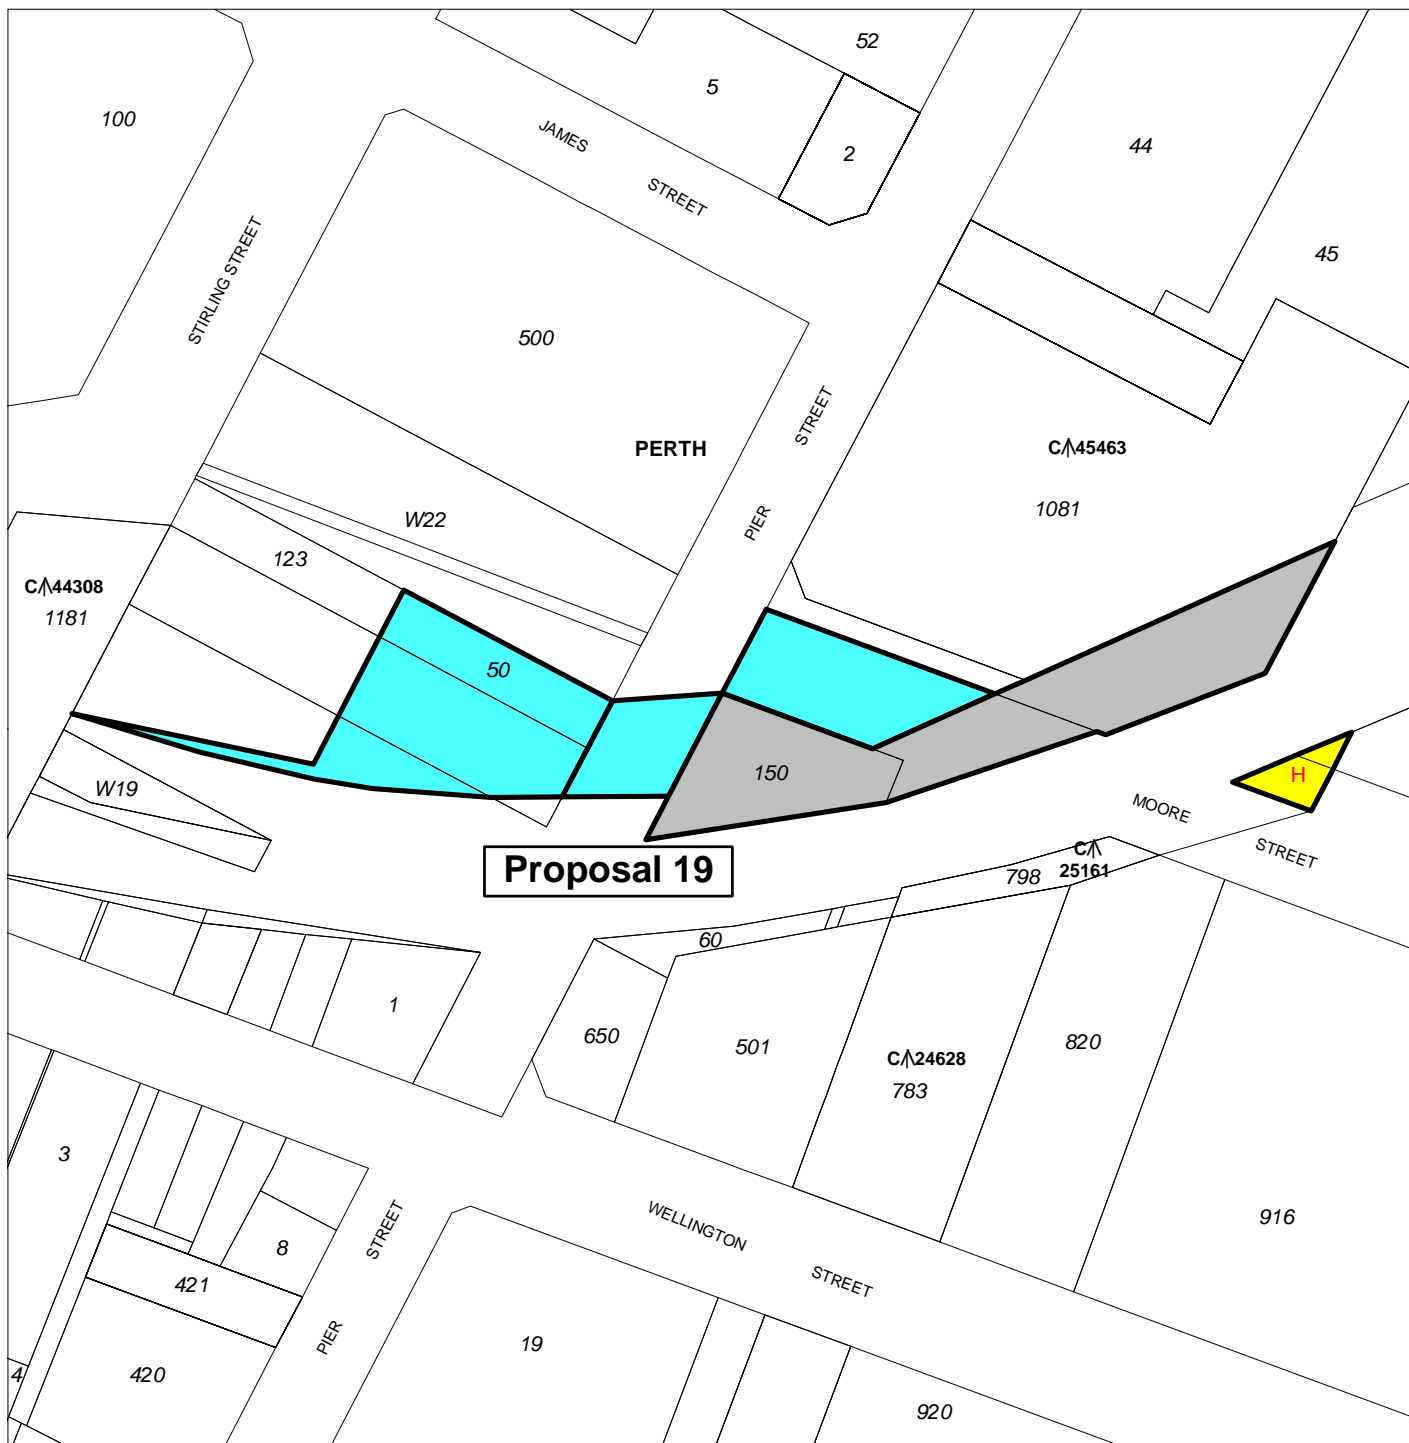 52
5
100
JAMES
STREET
2
44
45
STIRLING STREET
500
STREET
PERTH
C/\45463
1081
W22
PIER
123
C/\44308
1181
50
150
H
W19
MOORE
STREET
Proposal 19
C/\
25161
798
60
1
650
501
820
C/\24628
783
3
STREET
WELLINGTON
STREET
916
8
421
PIER
19
4
420
920